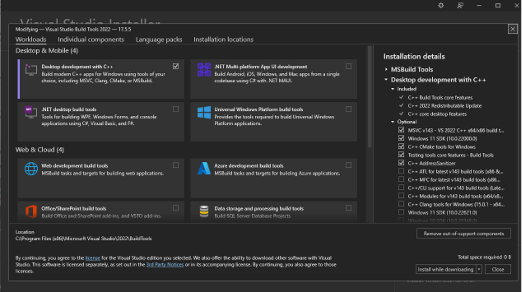 Visual Studio Installer
Modifying — Visual Studio Build Tools 2022 — 17.5.5
Workloads
Individual components
Language packs
Installation locations
Desktop & Mobile (4)
Desktop development with C++
Build modern C++ apps for Windows using tools of your
choice, including MSVC, Clang, CMake, or MSBuild.
.NET Multi-platform App UI development
Build Android, iOS, Windows, and Mac apps from a single
codebase using C# with .NET MAUI.
.NET desktop build tools
Tools for building WPF, Windows Forms, and console
applications using C#, Visual Basic, and F#.
Universal Windows Platform build tools
Provides the tools required to build Universal Windows
Platform applications.
Web & Cloud (4)
Web development build tools
MSBuild tasks and targets for building web applications.
Azure development build tools
MSBuild tasks and targets for building Azure applications.
Office/SharePoint build tools
Build Office and SharePoint add-ins, and VSTO add-ins.
Data storage and processing build tools
Build SQL Server Database Projects
Installation details
MSBuild Tools
Desktop development with C++
Included
C++ Build Tools core features
C++ 2022 Redistributable Update
C++ core desktop features
Optional
MSVC v143 - VS 2022 C++ x64/x86 build t...
Windows 11 SDK (10.0.22000.0)
C++ CMake tools for Windows
Testing tools core features - Build Tools
C++ AddressSanitizer
C++ ATL for latest v143 build tools (x86 &...
C++ MFC for latest v143 build tools (x86...
C++/CLI support for v143 build tools (Late...
C++ Modules for v143 build tools (x64/x8...
C++ Clang tools for Windows (15.0.1 - x64...
Windows 11 SDK (10.0.22621.0)
Location
C:\Program Files (x86)\Microsoft Visual Studio\2022\BuildTools
Remove out-of-support components
By continuing, you agree to the license for the Visual Studio edition you selected. We also offer the ability to download other software with Visual
Studio. This software is licensed separately, as set out in the 3rd Party Notices or in its accompanying license. By continuing, you also agree to those
licenses.
Total space required 0 B
Install while downloading
Close